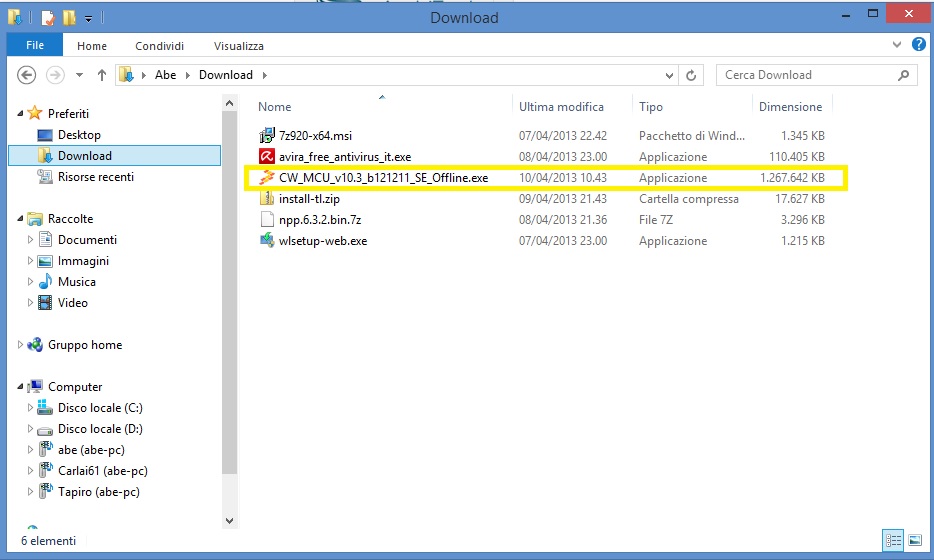 Download
File Home Condividi Visualizza
Abe Download Cerca Download
Nome Ultima modifica Tipo Dimensione
Preferiti
Desktop
Download
Risorse recenti
Raccolte
Documenti
Immagini
Musica
Video
Gruppo home
Computer
Disco locale (C:)
Disco locale (D:)
abe (abe-pc)
Carlai61 (abe-pc)
Tapiro (abe-pc)
7z920-x64.msi 07/04/2013 22.42 Pacchetto di Wind... 1.345 KB
avira_free_antivirus_it.exe 08/04/2013 23.00 Applicazione 110.405 KB
CW_MCU_v10.3_b121211_SE_Offline.exe 10/04/2013 10.43 Applicazione 1.267.642 KB
install-tl.zip 09/04/2013 21.43 Cartella compressa 17.627 KB
npp.6.3.2.bin.7z 08/04/2013 21.36 File 7Z 3.296 KB
wlsetup-web.exe 07/04/2013 23.00 Applicazione 1.215 KB
6 elementi